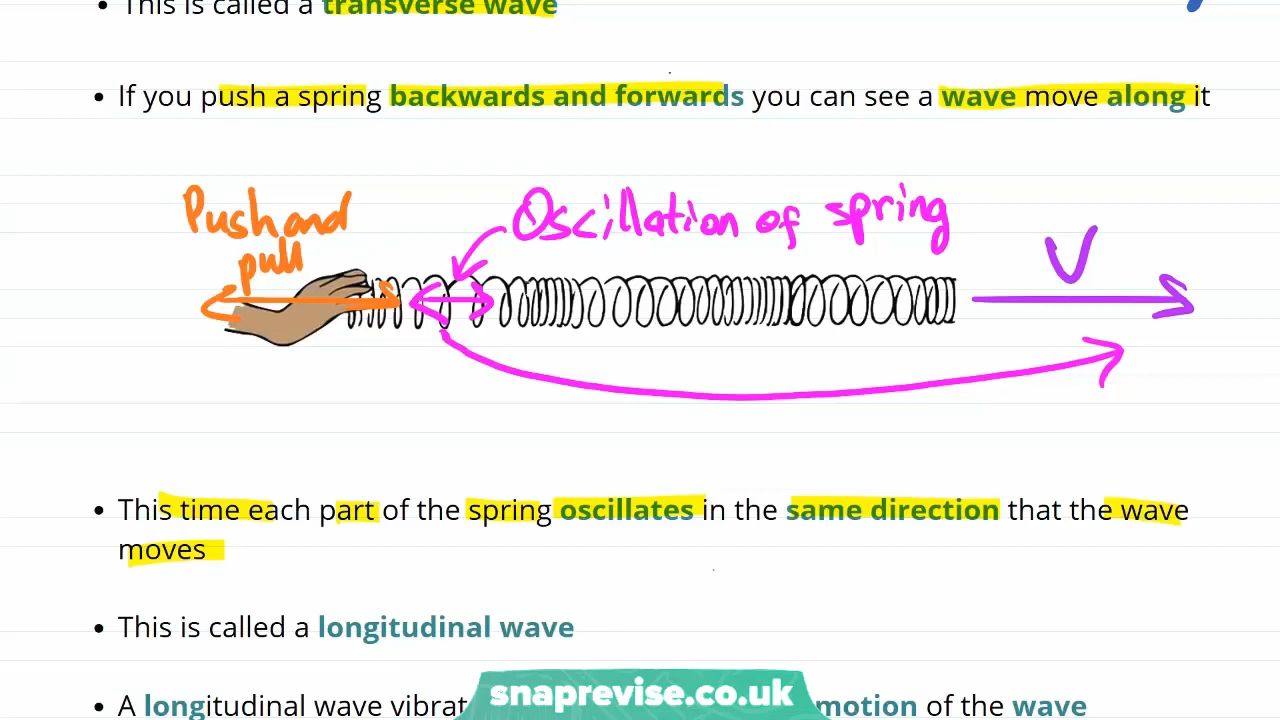 This is called a transverse wave
If you push a spring backwards and forwards you can see a wave move along it
Push and
pull
Oscillation of spring
V
This time each part of the spring oscillates in the same direction that the wave
moves
This is called a longitudinal wave
A longitudinal wave vibrat motion of the wave
snaprevise.co.uk